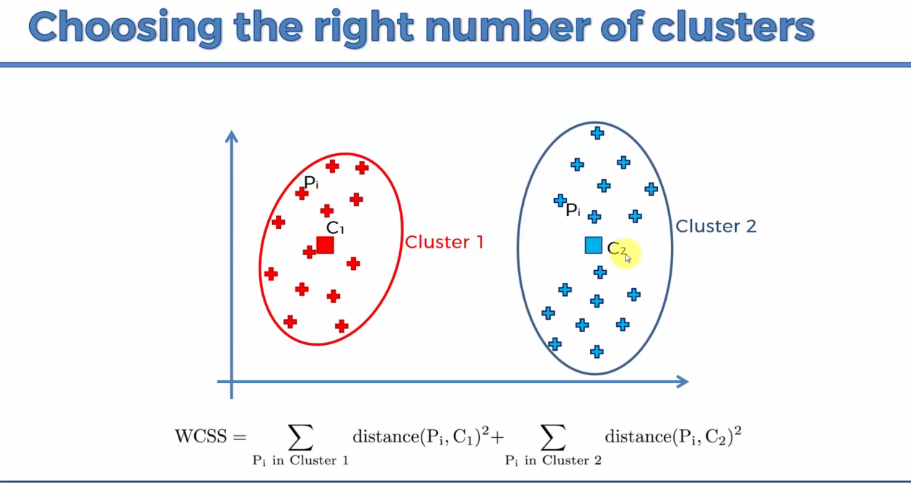 Choosing the right number of clusters
Pᵢ
C₁
Cluster 1
Pᵢ
C₂
Cluster 2
WCSS = ∑ distance(Pᵢ, C₁)² + ∑ distance(Pᵢ, C₂)²
Pᵢ in Cluster 1 Pᵢ in Cluster 2